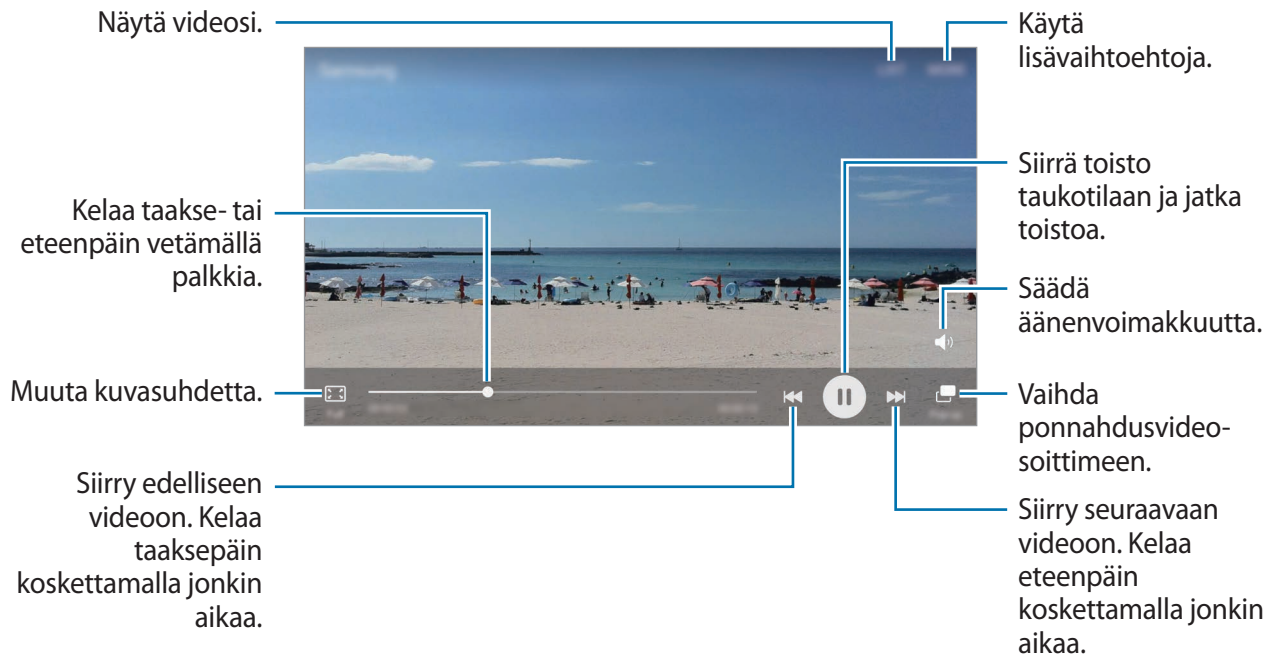 Näytä videosi.
Käytä
lisävaihtoehtoja.
Siirrä toisto
taukotilaan ja jatka
toistoa.
Kelaa taakse- tai
eteenpäin vetämällä
palkkia.
Säädä
äänenvoimakkuutta.
Muuta kuvasuhdetta.
Vaihda
ponnahdusvideo-
soittimeen.
Siirry edelliseen
videoon. Kelaa
taaksepäin
koskettamalla jonkin
aikaa.
Siirry seuraavaan
videoon. Kelaa
eteenpäin
koskettamalla jonkin
aikaa.